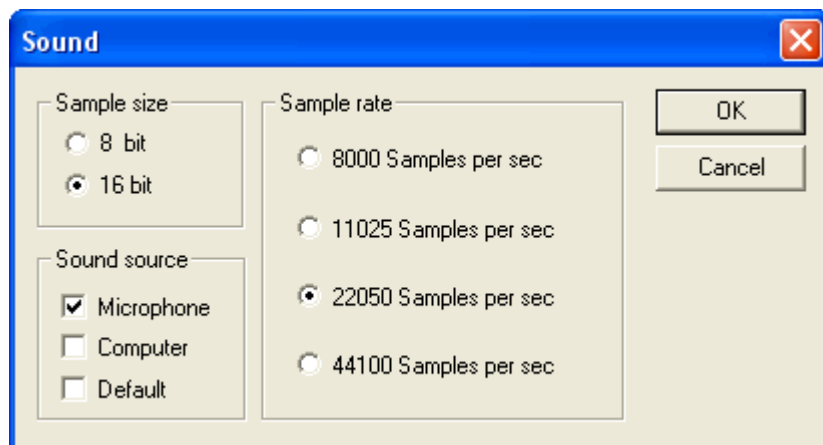 Sound
Sample size
8 bit
16 bit
Sound source
Microphone
Computer
Default
Sample rate
8000 Samples per sec
11025 Samples per sec
22050 Samples per sec
44100 Samples per sec
OK
Cancel